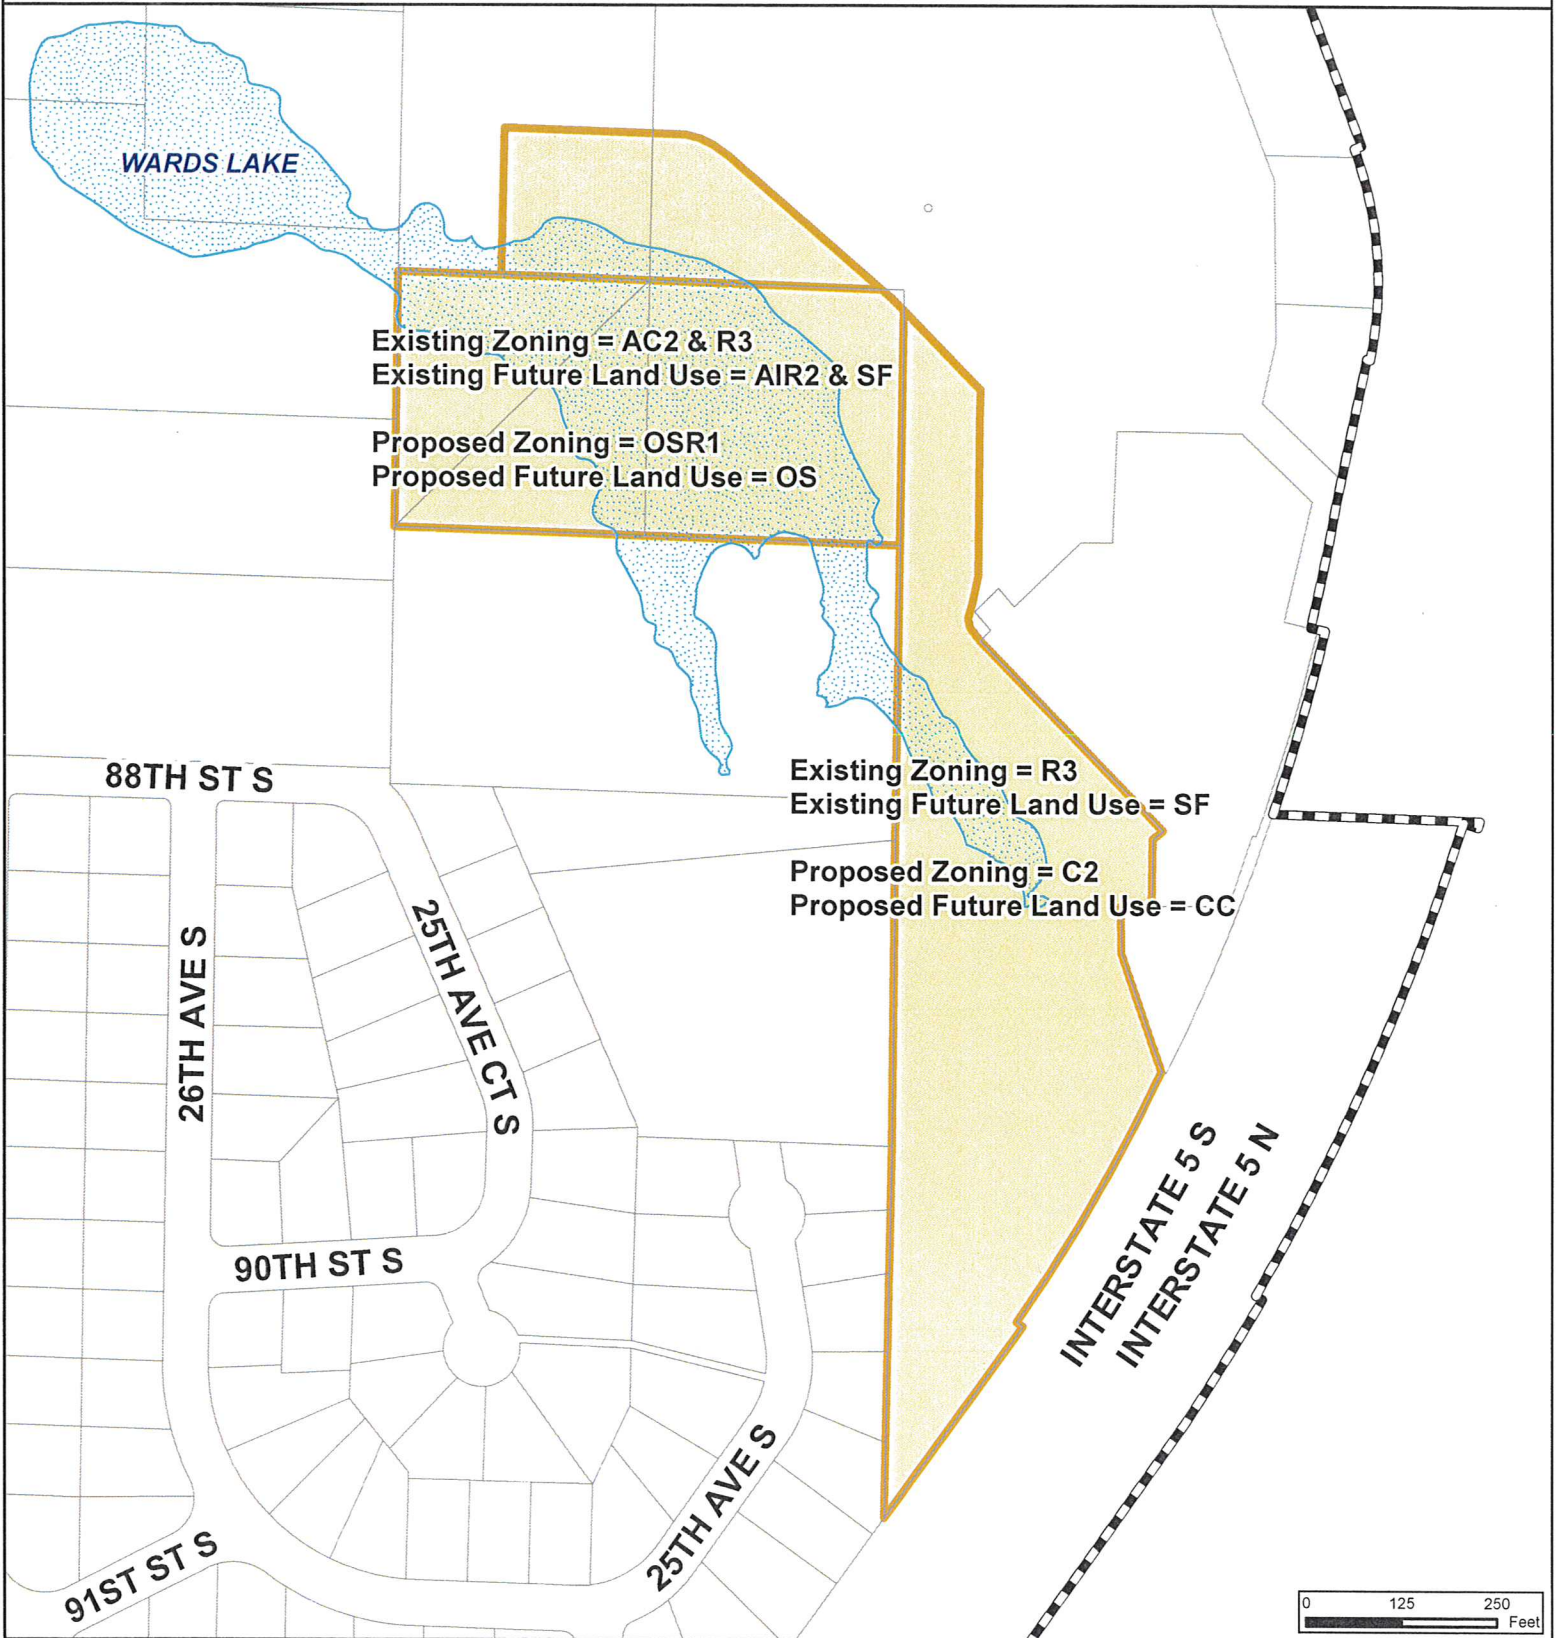 WARDS LAKE
Existing Zoning = AC2 & R3
Existing Future Land Use = AIR2 & SF
Proposed Zoning = OSR1
Proposed Future Land Use = OS
88TH ST S
Existing Zoning = R3
Existing Future Land Use = SF
Proposed Zoning = C2
Proposed Future Land Use = CC
26TH AVE S
25TH AVE CT S
INTERSTATE 5 S
INTERSTATE 5 N
90TH ST S
25TH AVE S
91ST ST S
0 125 250
Feet